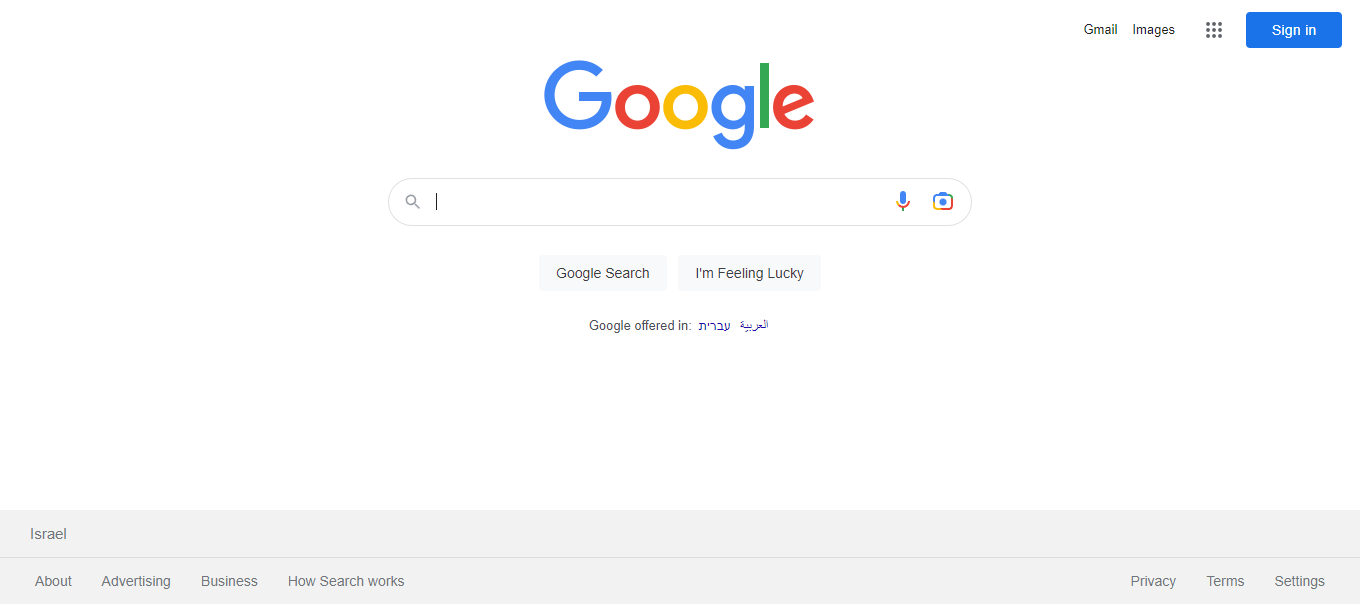 Gmail Images Sign in
Google
Google Search I'm Feeling Lucky
Google offered in: עברית العربية
Israel
About Advertising Business How Search works Privacy Terms Settings